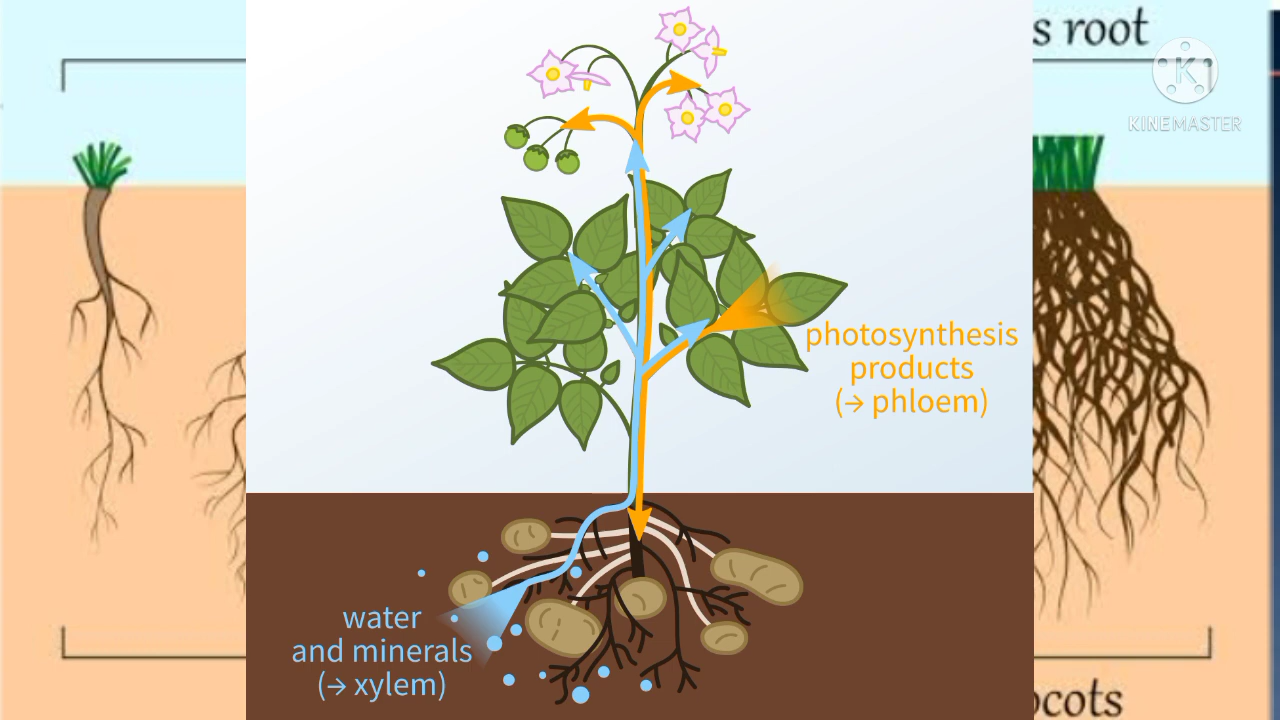 s root
K
KINEMASTER
photosynthesis
products
(→ phloem)
water
and minerals
(→ xylem)
ocots